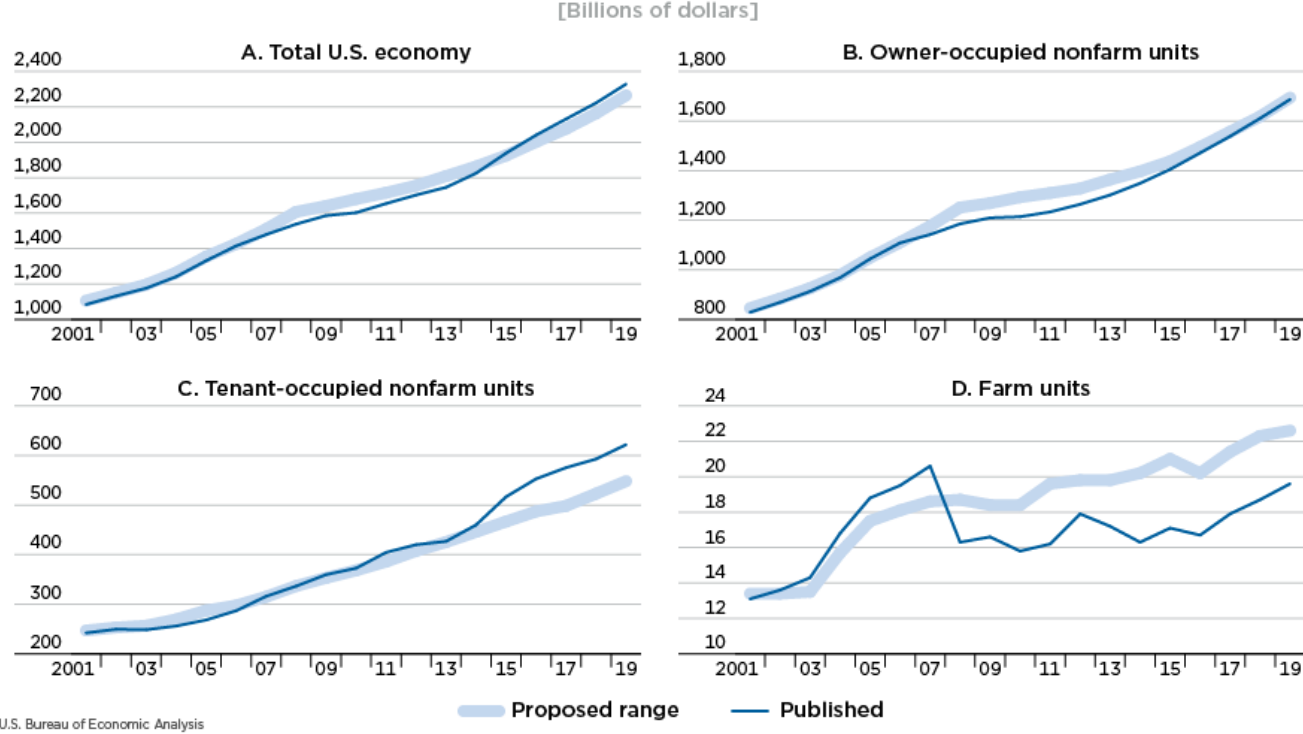 [Billions of dollars]
A. Total U.S. economy
2,400
2,200
2,000
1,800
1,600
1,400
1,200
1,000
2001 03 05 07 09 11 13 15 17 19
B. Owner-occupied nonfarm units
1,800
1,600
1,400
1,200
1,000
800
2001 03 05 07 09 11 13 15 17 19
C. Tenant-occupied nonfarm units
700
600
500
400
300
200
2001 03 05 07 09 11 13 15 17 19
D. Farm units
24
22
20
18
16
14
12
10
2001 03 05 07 09 11 13 15 17 19
Proposed range Published
U.S. Bureau of Economic Analysis